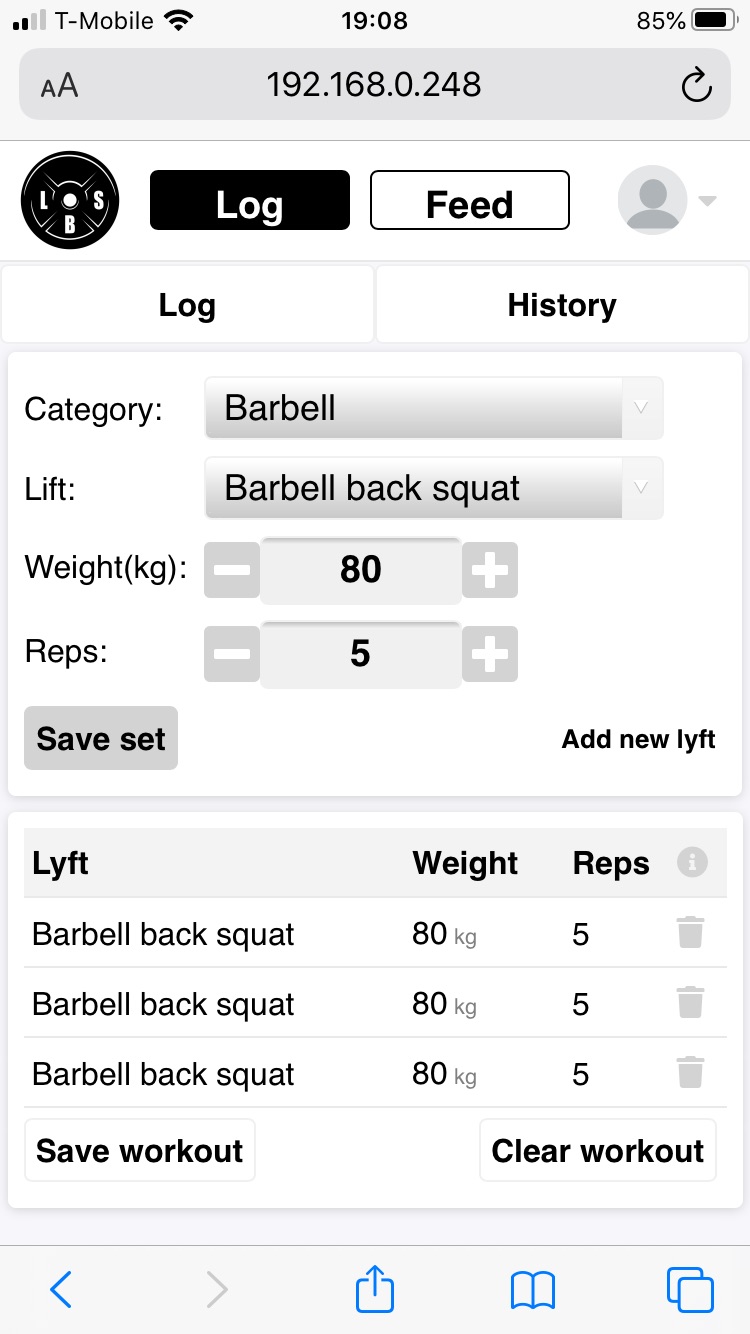 T-Mobile 19:08 85%
AA 192.168.0.248
L S B Log Feed
Log History
Category: Barbell
Lift: Barbell back squat
Weight(kg): 80
Reps: 5
Save set Add new lyft
Lyft Weight Reps i
Barbell back squat 80 kg 5
Barbell back squat 80 kg 5
Barbell back squat 80 kg 5
Save workout Clear workout